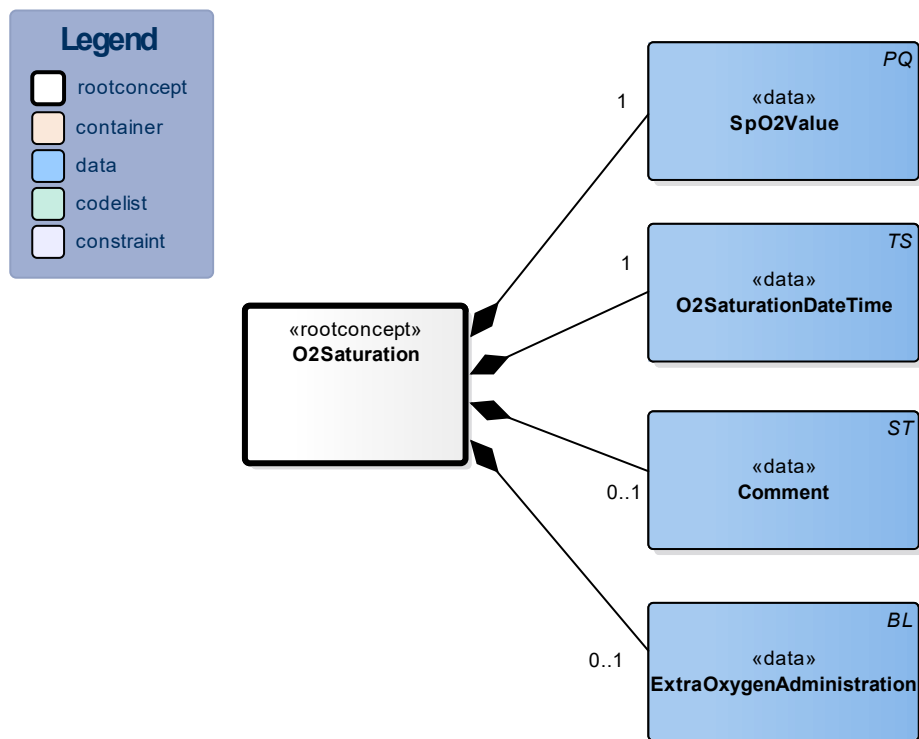 Legend
rootconcept
container
data
codelist
constraint
PQ
«data»
SpO2Value
1
TS
«data»
O2SaturationDateTime
1
«rootconcept»
O2Saturation
ST
«data»
Comment
0..1
BL
«data»
ExtraOxygenAdministration
0..1